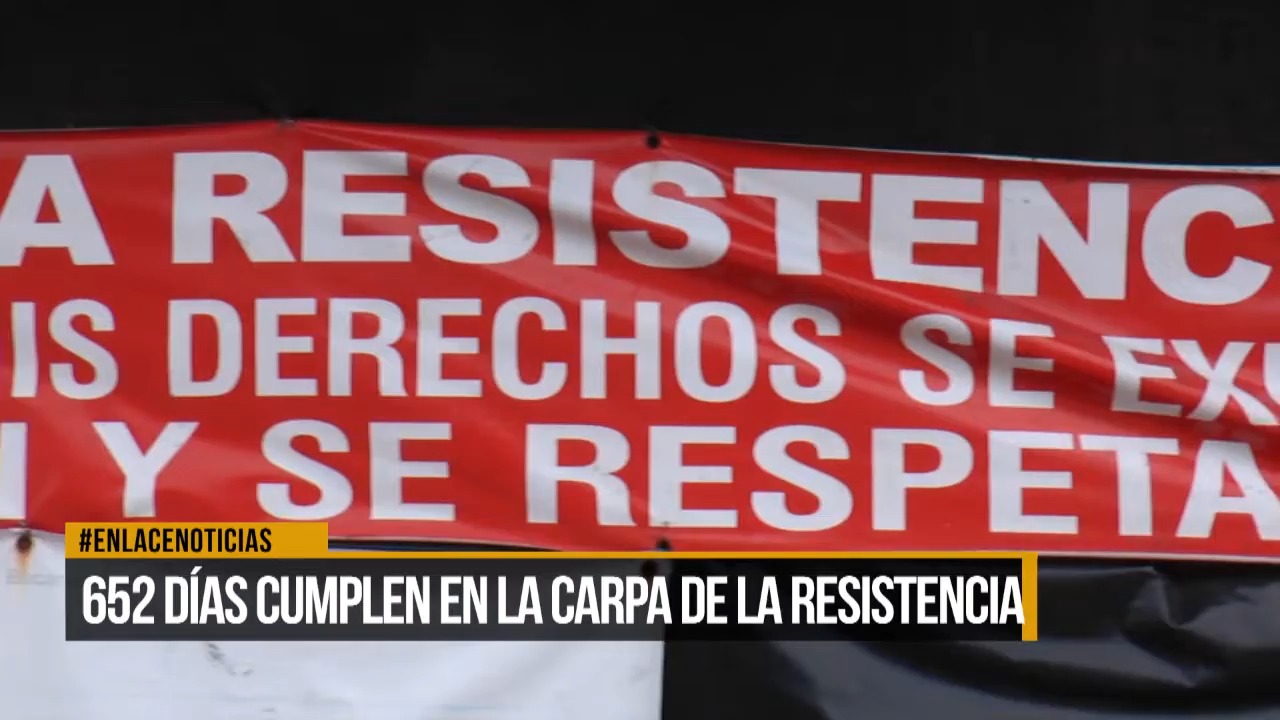 A RESISTENC
IS DERECHOS SE EX
Y SE RESPETA
#ENLACENOTICIAS
652 DÍAS CUMPLEN EN LA CARPA DE LA RESISTENCIA